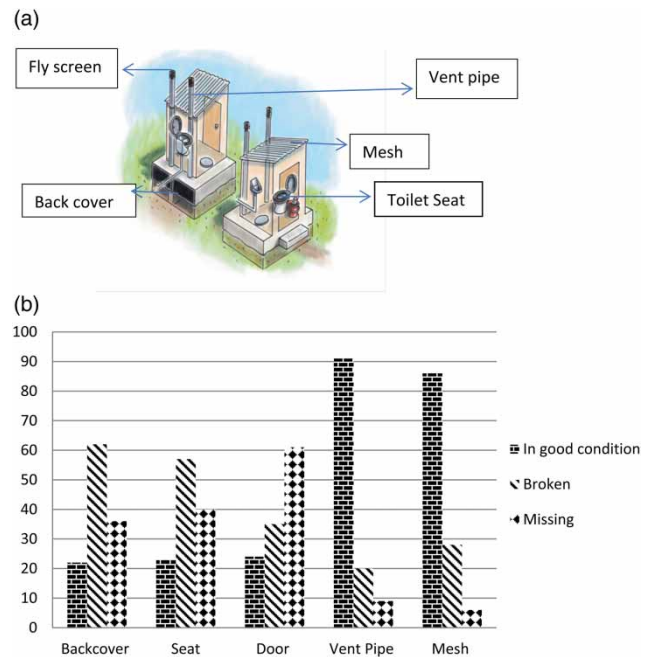 (a)
Fly screen
Vent pipe
Mesh
Back cover
Toilet Seat
(b)
100
90
80
70
60
50
40
30
20
10
0
In good condition
Broken
Missing
Backcover Seat Door Vent Pipe Mesh